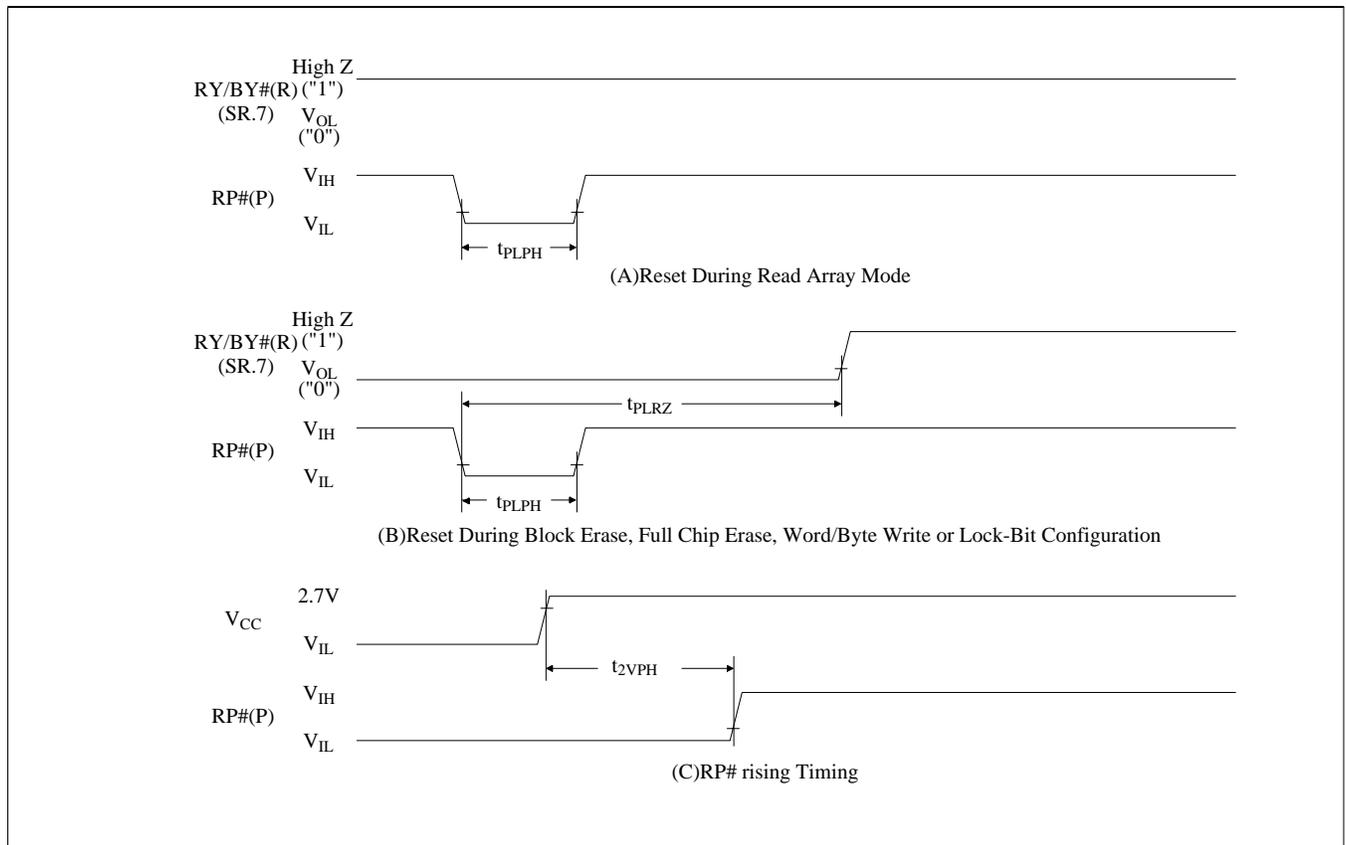 High Z
RY/BY#(R) ("1")
(SR.7) VOL
("0")
VIH
RP#(P)
VIL
tPLPH
(A)Reset During Read Array Mode
High Z
RY/BY#(R) ("1")
(SR.7) VOL
("0")
tPLRZ
VIH
RP#(P)
VIL
tPLPH
(B)Reset During Block Erase, Full Chip Erase, Word/Byte Write or Lock-Bit Configuration
2.7V
VCC
VIL
t2VPH
VIH
RP#(P)
VIL
(C)RP# rising Timing